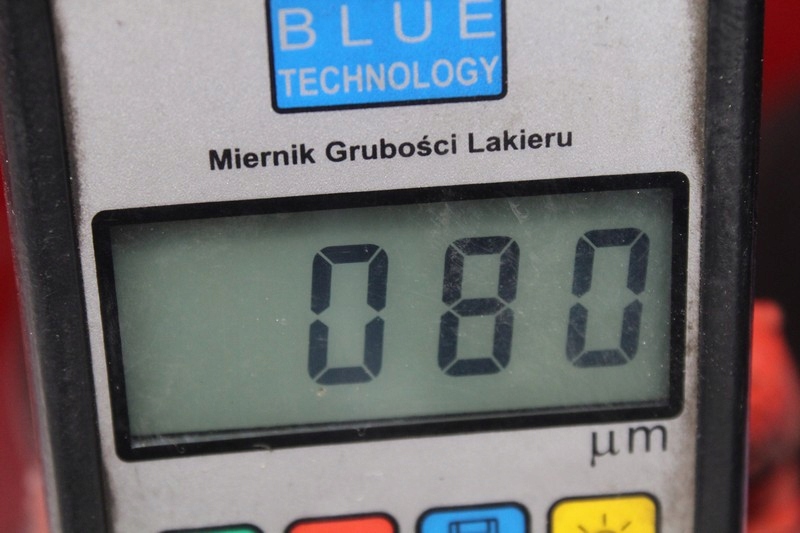 BLUE
TECHNOLOGY
Miernik Grubości Lakieru
080
µm